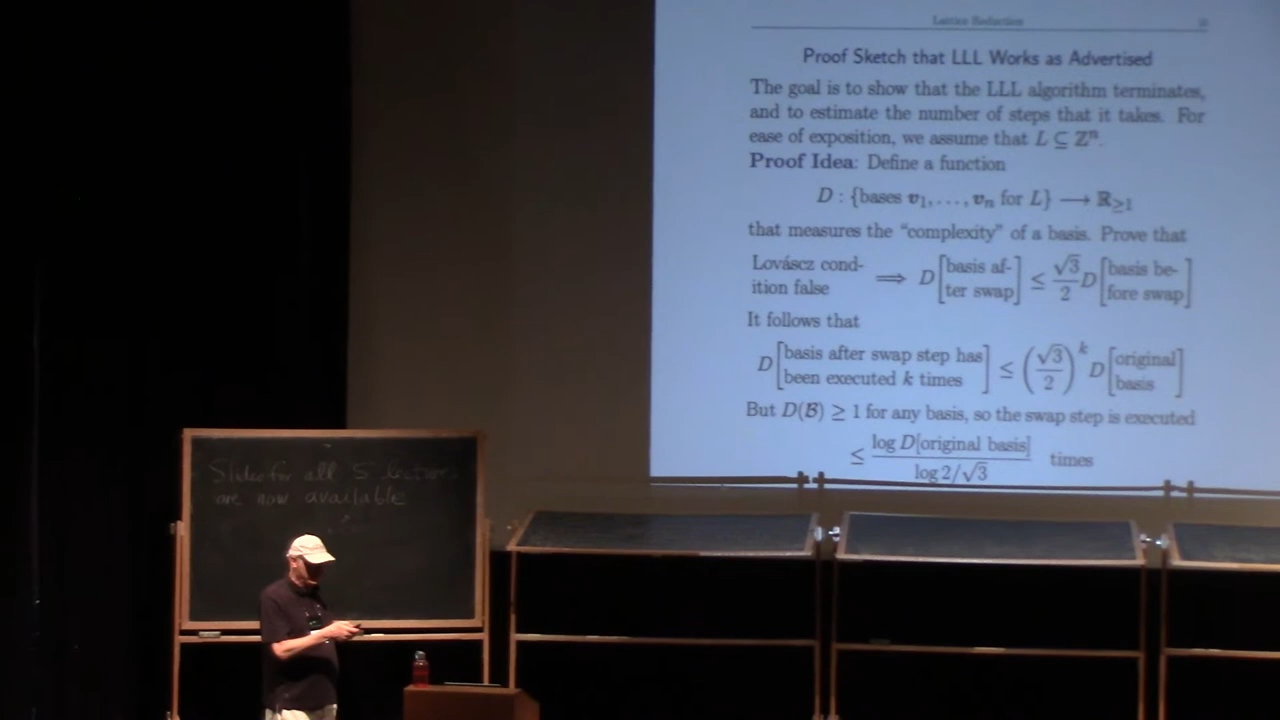 Lattice Reduction
Proof Sketch that LLL Works as Advertised
The goal is to show that the LLL algorithm terminates,
and to estimate the number of steps that it takes. For
ease of exposition, we assume that L ⊆ ℤⁿ.
Proof Idea: Define a function
D : {bases v₁, . . . , vₙ for L} ⟶ ℝ≥1
that measures the "complexity" of a basis. Prove that
Lováscz cond-
ition false ⟹ D [basis af-
ter swap] ≤ √3/2 D [basis be-
fore swap]
It follows that
D [basis after swap step has
been executed k times] ≤ (√3/2)ᵏ D [original
basis]
But D(B) ≥ 1 for any basis, so the swap step is executed
≤ log D[original basis] / log 2/√3 times
Slides for all 5 lectures
are now available